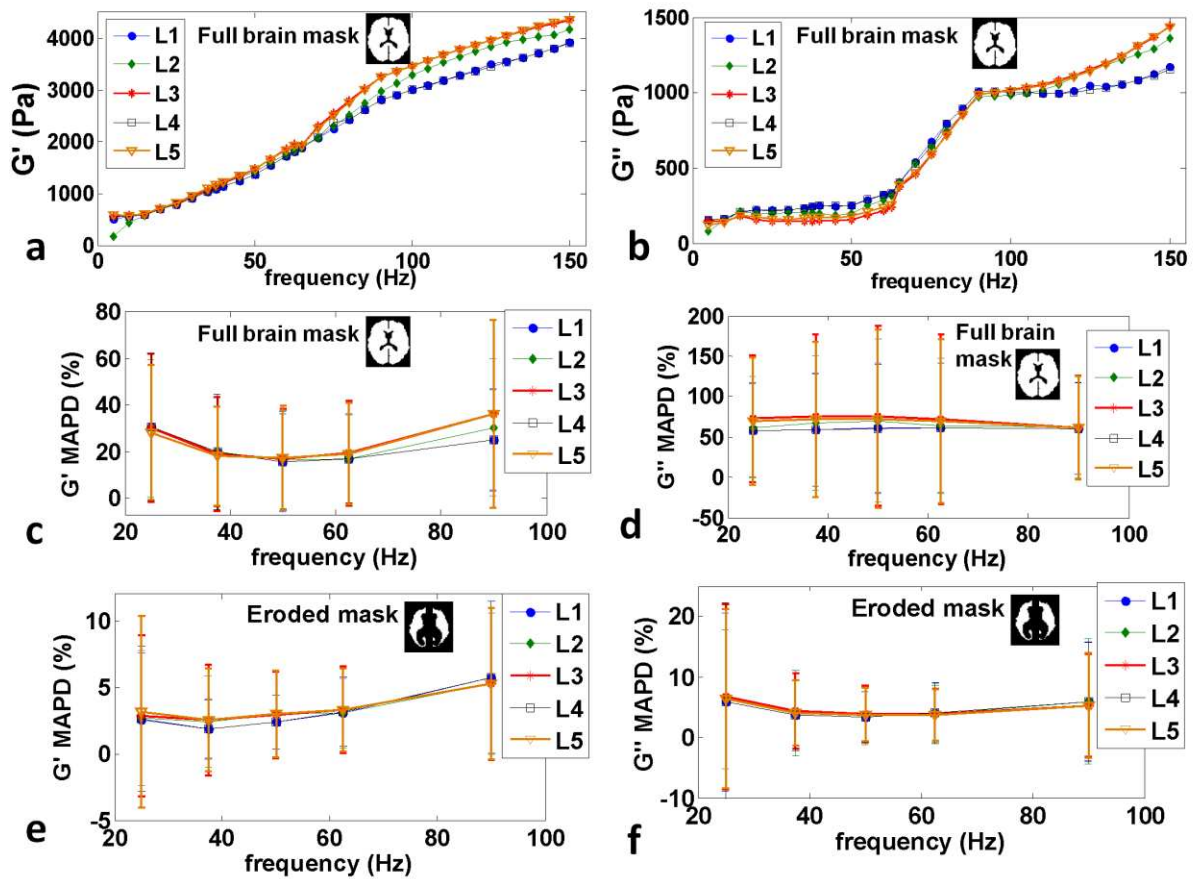 G' (Pa)
4000
3000
2000
1000
0
Full brain mask
L1
L2
L3
L4
L5
0 50 100 150
frequency (Hz)
a
G'' (Pa)
1500
1000
500
0
Full brain mask
L1
L2
L3
L4
L5
0 50 100 150
frequency (Hz)
b
G' MAPD (%)
80
60
40
20
0
Full brain mask
L1
L2
L3
L4
L5
20 40 60 80 100
frequency (Hz)
c
G'' MAPD (%)
200
150
100
50
0
-50
Full brain
mask
L1
L2
L3
L4
L5
20 40 60 80 100
frequency (Hz)
d
G' MAPD (%)
10
5
0
-5
Eroded mask
L1
L2
L3
L4
L5
20 40 60 80 100
frequency (Hz)
e
G'' MAPD (%)
20
10
0
-10
Eroded mask
L1
L2
L3
L4
L5
20 40 60 80 100
frequency (Hz)
f